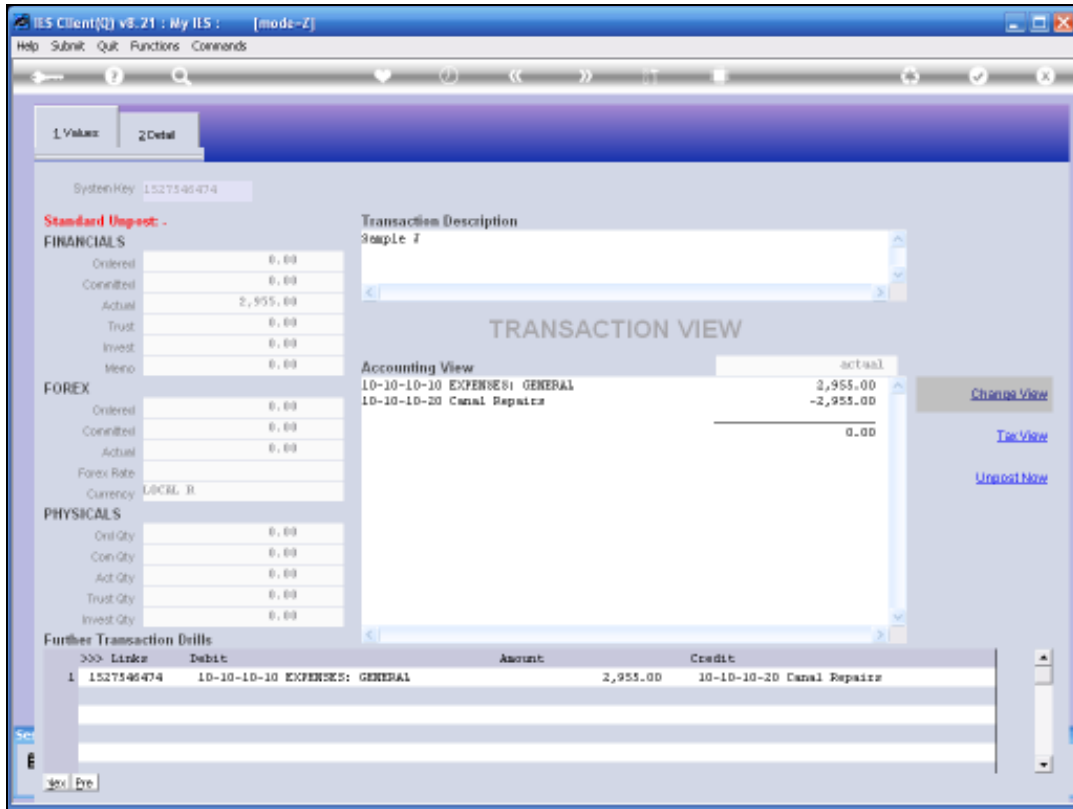 IES Client(Q) v8.21 : My IES : [mode-Z]
Help Submit Quit Functions Commands
1 Values 2 Detail
System Key 1527546474
Standard Unpost: -
FINANCIALS
Ordered 0.00
Committed 0.00
Actual 2,955.00
Trust 0.00
Invest 0.00
Memo 0.00
FOREX
Ordered 0.00
Committed 0.00
Actual 0.00
Forex Rate
Currency LOCAL R
PHYSICALS
Ord Qty 0.00
Com Qty 0.00
Act Qty 0.00
Trust Qty 0.00
Invest Qty 0.00
Transaction Description
Sample J
TRANSACTION VIEW
Accounting View actual
10-10-10-10 EXPENSES: GENERAL 2,955.00
10-10-10-20 Canal Repairs -2,955.00
0.00
Change View
Tax View
Unpost Now
Further Transaction Drills
>>> Links Debit Amount Credit
1 1527546474 10-10-10-10 EXPENSES: GENERAL 2,955.00 10-10-10-20 Canal Repairs
Nex Pre